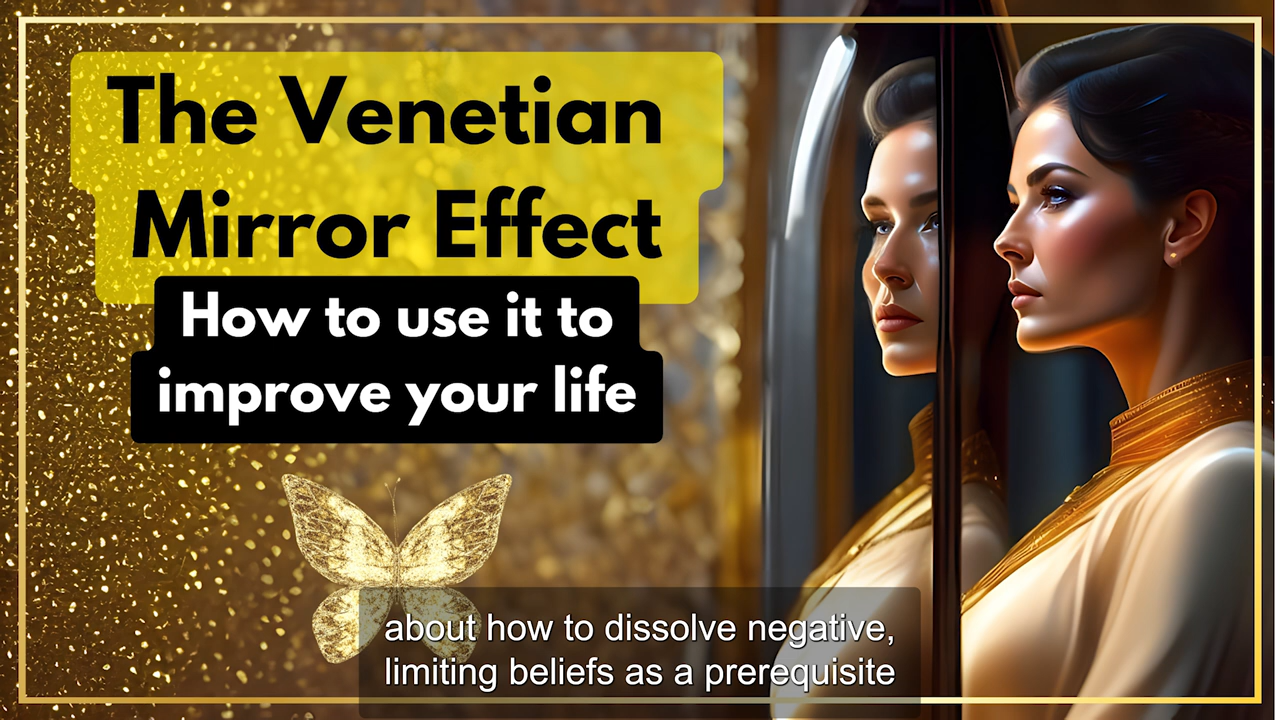 The Venetian
Mirror Effect
How to use it to
improve your life
about how to dissolve negative,
limiting beliefs as a prerequisite